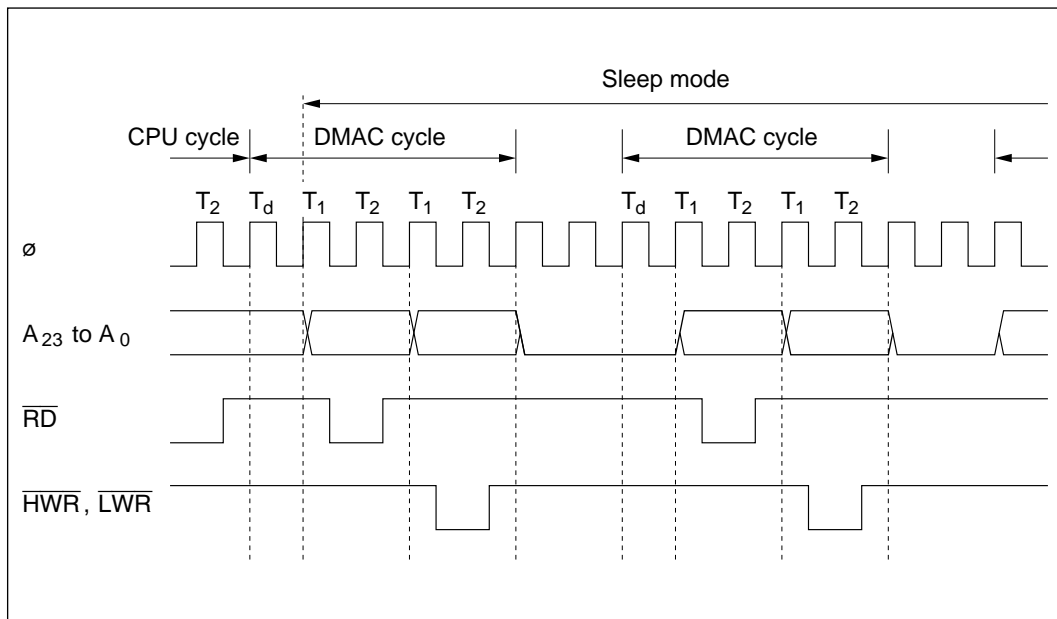 Sleep mode
CPU cycle DMAC cycle DMAC cycle
T2 Td T1 T2 T1 T2 Td T1 T2 T1 T2
ø
A23 to A0
RD
HWR, LWR